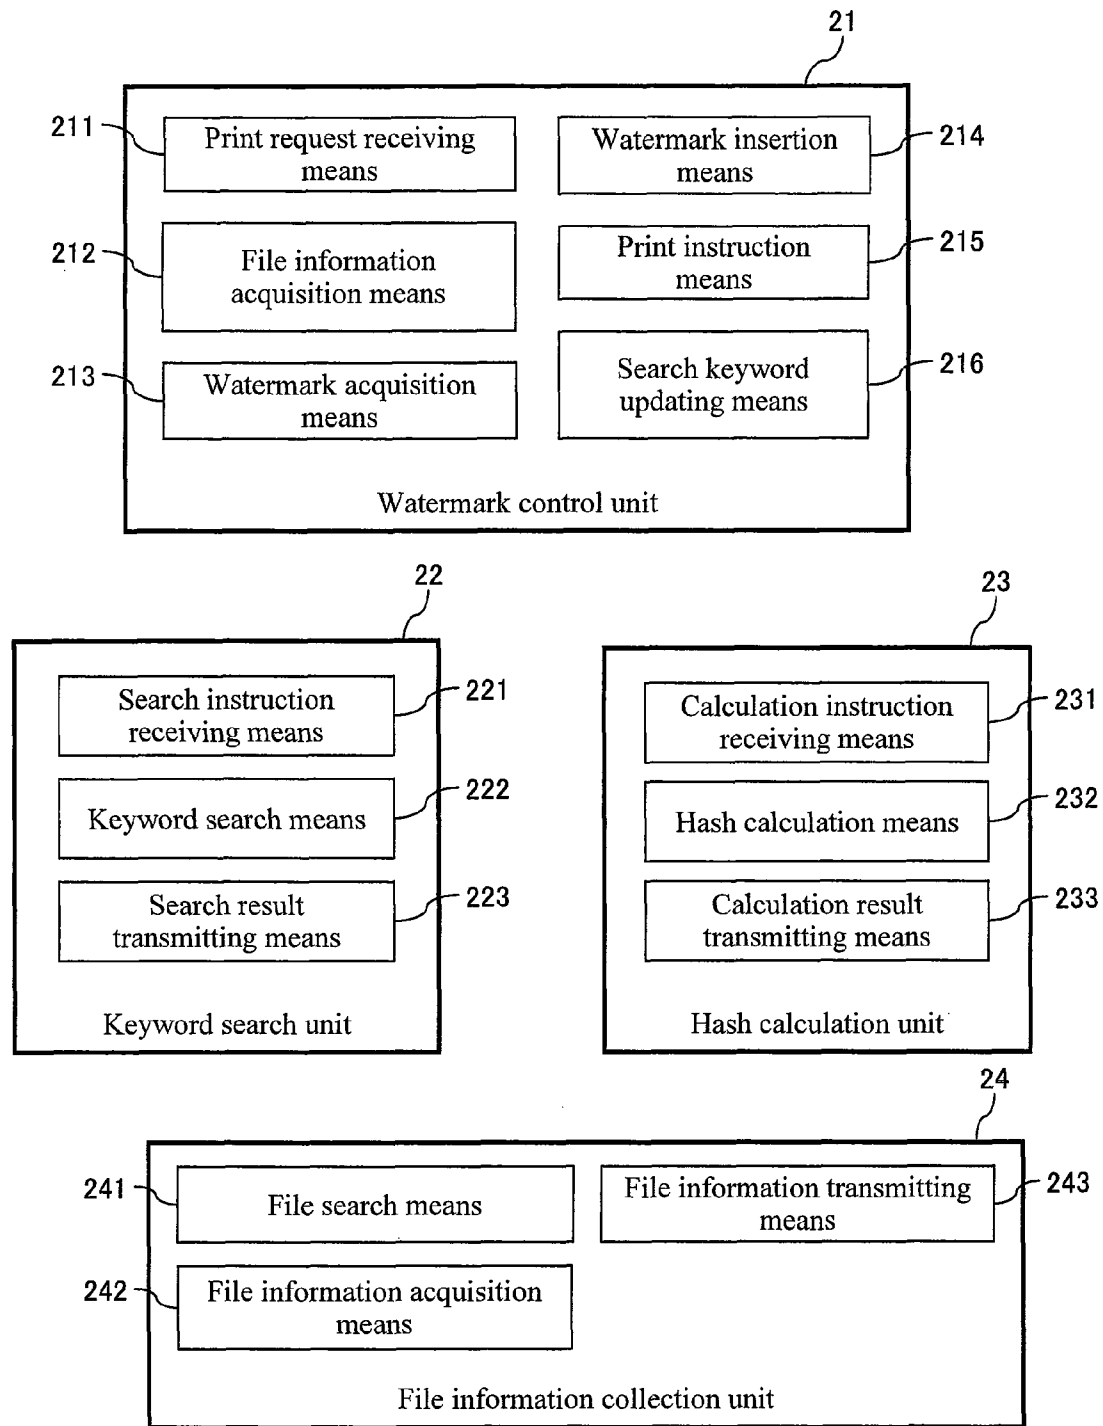 21
211
Print request receiving
means
Watermark insertion
means
214
212
File information
acquisition means
Print instruction
means
215
213
Watermark acquisition
means
Search keyword
updating means
216
Watermark control unit
22
Search instruction
receiving means
221
Keyword search means
222
Search result
transmitting means
223
Keyword search unit
23
Calculation instruction
receiving means
231
Hash calculation means
232
Calculation result
transmitting means
233
Hash calculation unit
24
241
File search means
File information transmitting
means
243
242
File information acquisition
means
File information collection unit